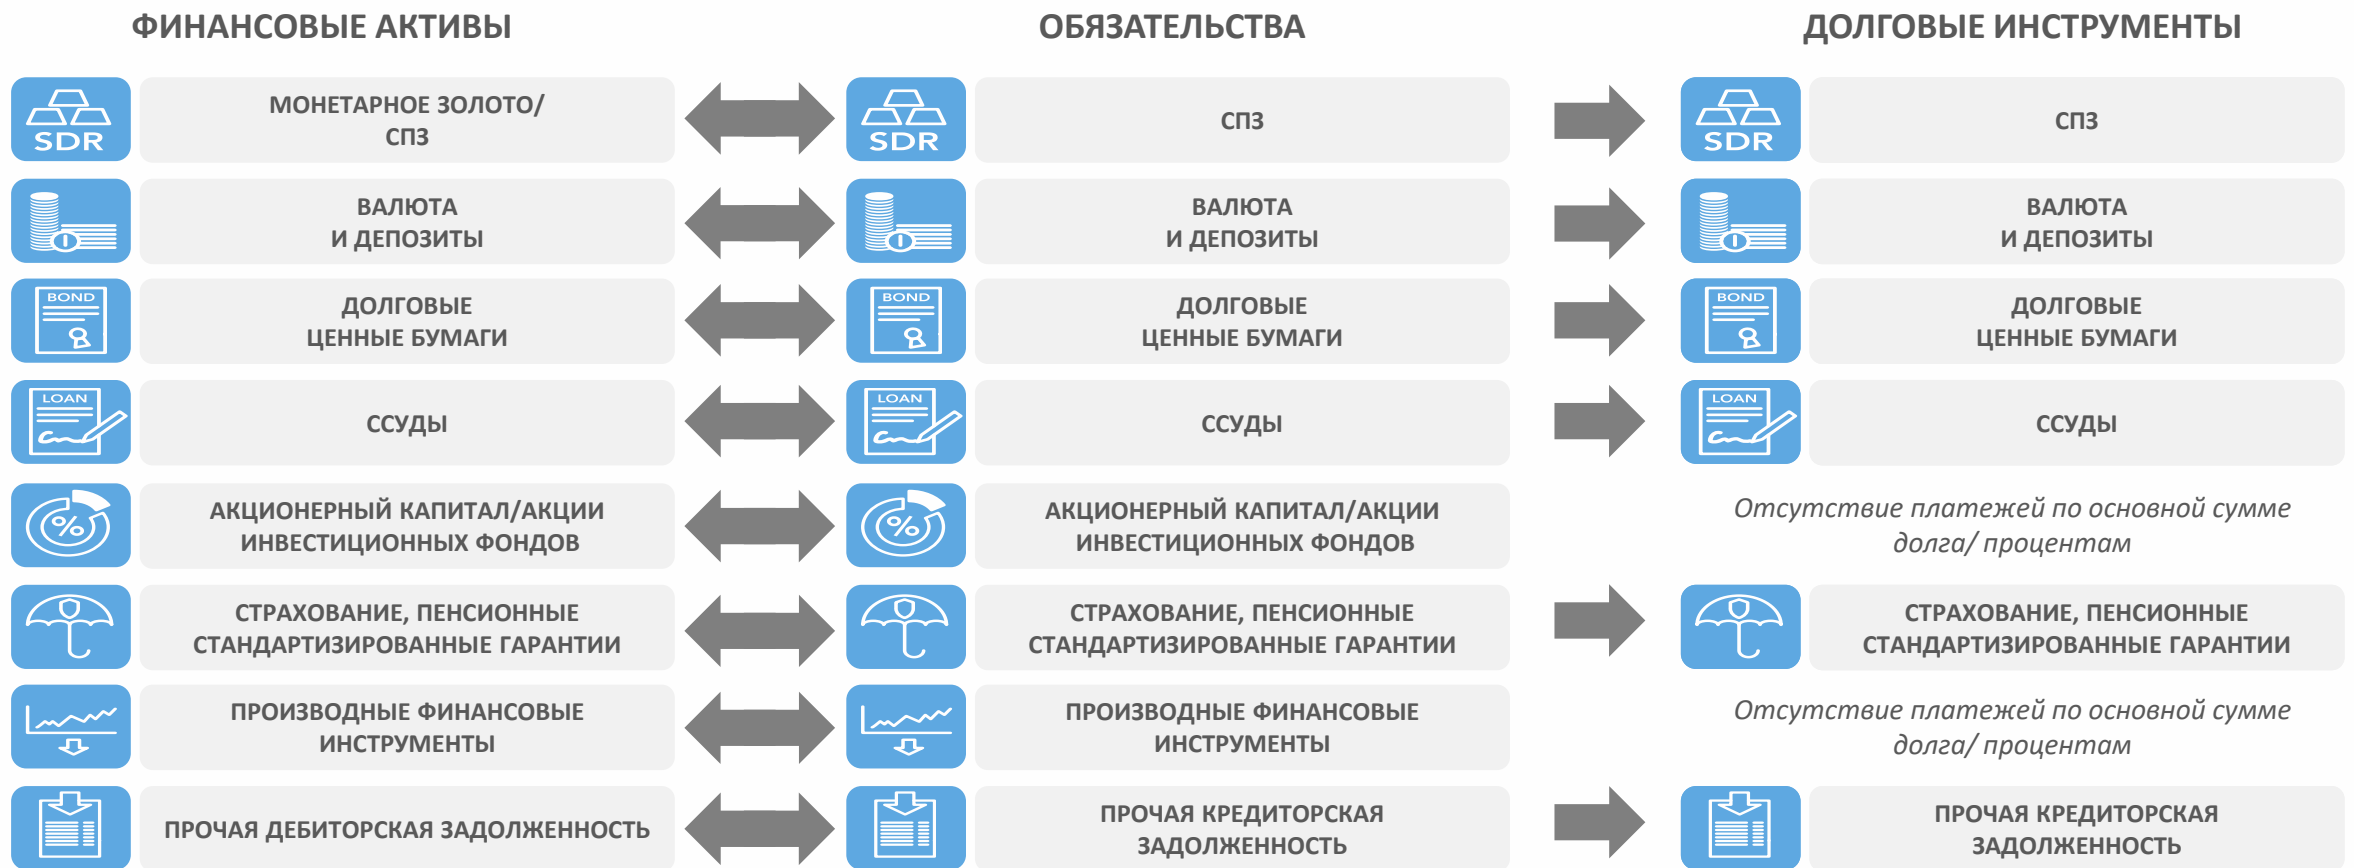 ФИНАНСОВЫЕ АКТИВЫ
ОБЯЗАТЕЛЬСТВА
ДОЛГОВЫЕ ИНСТРУМЕНТЫ
SDR
МОНЕТАРНОЕ ЗОЛОТО/
СПЗ
SDR
СПЗ
SDR
СПЗ
ВАЛЮТА
И ДЕПОЗИТЫ
ВАЛЮТА
И ДЕПОЗИТЫ
ВАЛЮТА
И ДЕПОЗИТЫ
BOND
ДОЛГОВЫЕ
ЦЕННЫЕ БУМАГИ
BOND
ДОЛГОВЫЕ
ЦЕННЫЕ БУМАГИ
BOND
ДОЛГОВЫЕ
ЦЕННЫЕ БУМАГИ
LOAN
ССУДЫ
LOAN
ССУДЫ
LOAN
ССУДЫ
%
АКЦИОНЕРНЫЙ КАПИТАЛ/АКЦИИ
ИНВЕСТИЦИОННЫХ ФОНДОВ
%
АКЦИОНЕРНЫЙ КАПИТАЛ/АКЦИИ
ИНВЕСТИЦИОННЫХ ФОНДОВ
Отсутствие платежей по основной сумме
долга/ процентам
СТРАХОВАНИЕ, ПЕНСИОННЫЕ
СТАНДАРТИЗИРОВАННЫЕ ГАРАНТИИ
СТРАХОВАНИЕ, ПЕНСИОННЫЕ
СТАНДАРТИЗИРОВАННЫЕ ГАРАНТИИ
СТРАХОВАНИЕ, ПЕНСИОННЫЕ
СТАНДАРТИЗИРОВАННЫЕ ГАРАНТИИ
ПРОИЗВОДНЫЕ ФИНАНСОВЫЕ
ИНСТРУМЕНТЫ
ПРОИЗВОДНЫЕ ФИНАНСОВЫЕ
ИНСТРУМЕНТЫ
Отсутствие платежей по основной сумме
долга/ процентам
ПРОЧАЯ ДЕБИТОРСКАЯ ЗАДОЛЖЕННОСТЬ
ПРОЧАЯ КРЕДИТОРСКАЯ
ЗАДОЛЖЕННОСТЬ
ПРОЧАЯ КРЕДИТОРСКАЯ
ЗАДОЛЖЕННОСТЬ